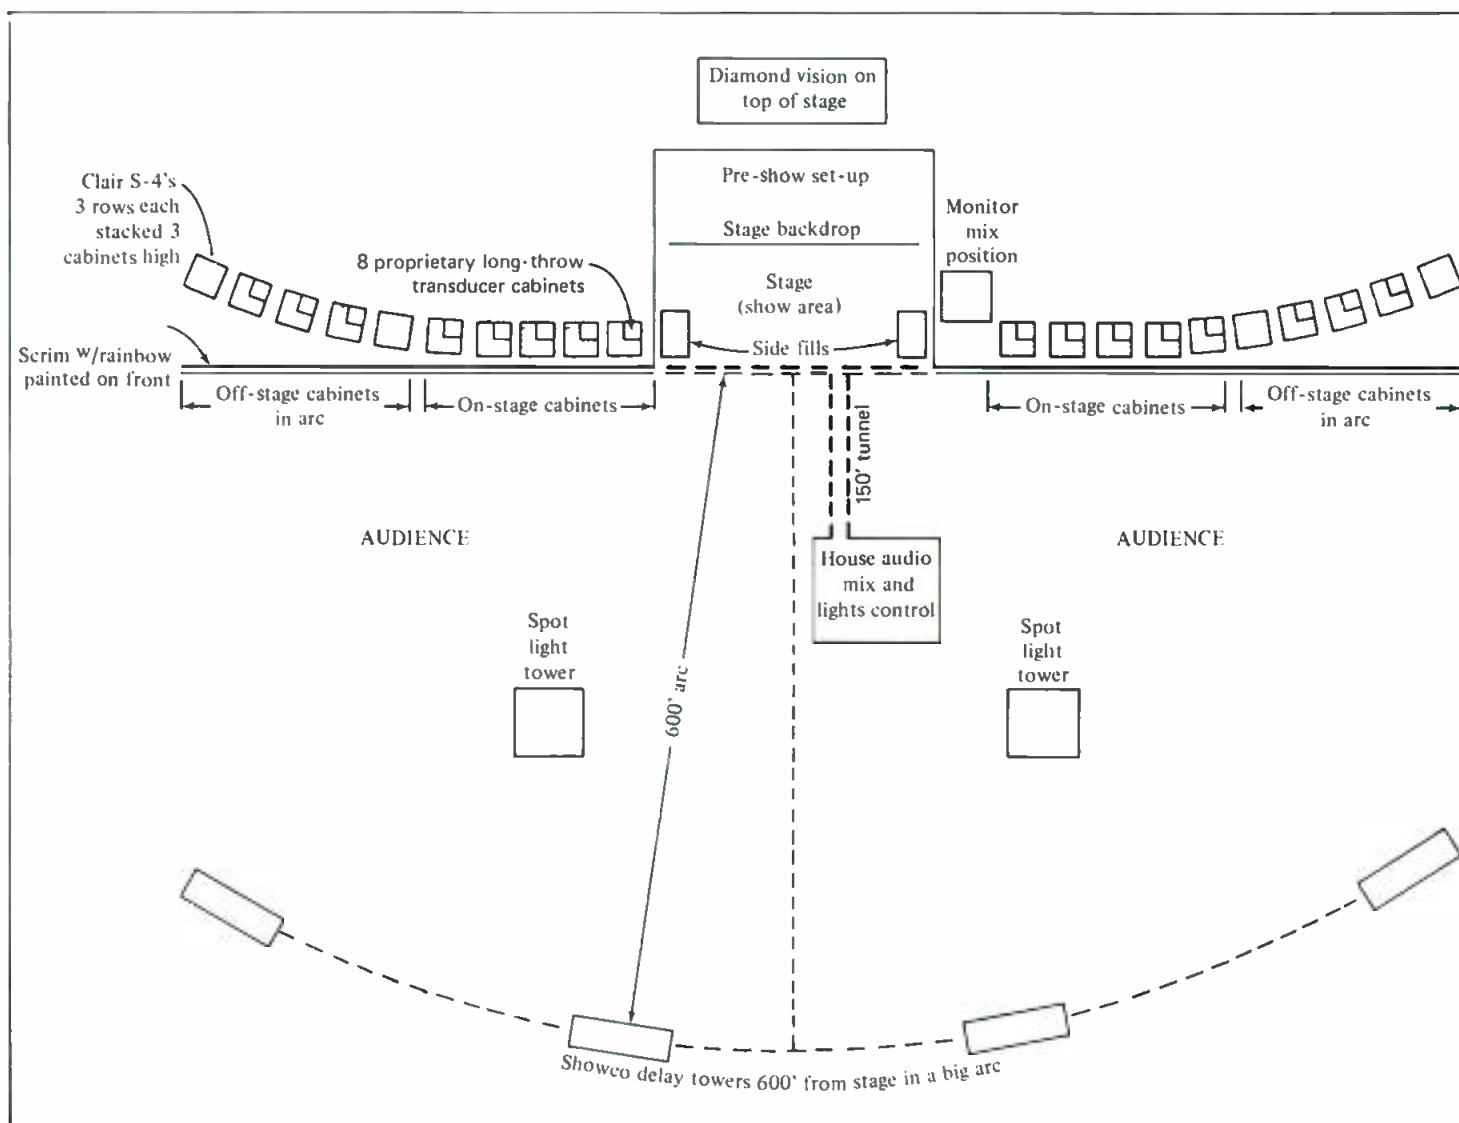 Diamond vision on
top of stage
Clair S-4's
3 rows each
stacked 3
cabinets high
Pre-show set-up
Stage backdrop
Monitor
mix
position
8 proprietary long-throw
transducer cabinets
Stage
(show area)
Side fills
Scrim w/rainbow
painted on front
Off-stage cabinets
in arc
On-stage cabinets
On-stage cabinets
Off-stage cabinets
in arc
150' tunnel
AUDIENCE
AUDIENCE
House audio
mix and
lights control
Spot
light
tower
Spot
light
tower
600' arc
Showco delay towers 600' from stage in a big arc